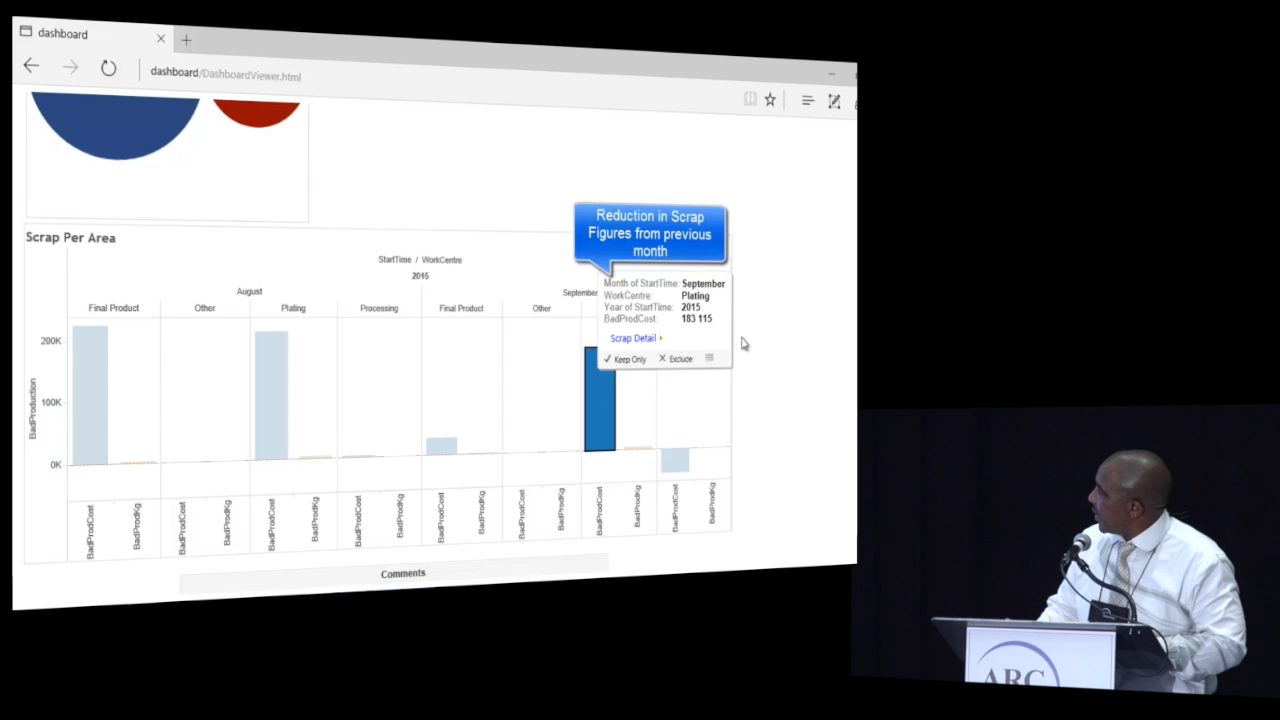 dashboard
dashboard/DashboardViewer.html
Reduction in Scrap
Figures from previous
month
Scrap Per Area
StartTime / WorkCentre
2015
August
September
Final Product
Other
Plating
Processing
Final Product
Other
Month of StartTime: September
WorkCentre: Plating
Year of StartTime: 2015
BadProdCost: 183 115
Scrap Detail
Keep Only
Exclude
BadProduction
200K
100K
0K
BadProdCost
BadProdKg
BadProdCost
BadProdKg
BadProdCost
BadProdKg
BadProdCost
BadProdKg
BadProdCost
BadProdKg
BadProdCost
BadProdKg
BadProdCost
BadProdKg
BadProdCost
BadProdKg
Comments
ARC